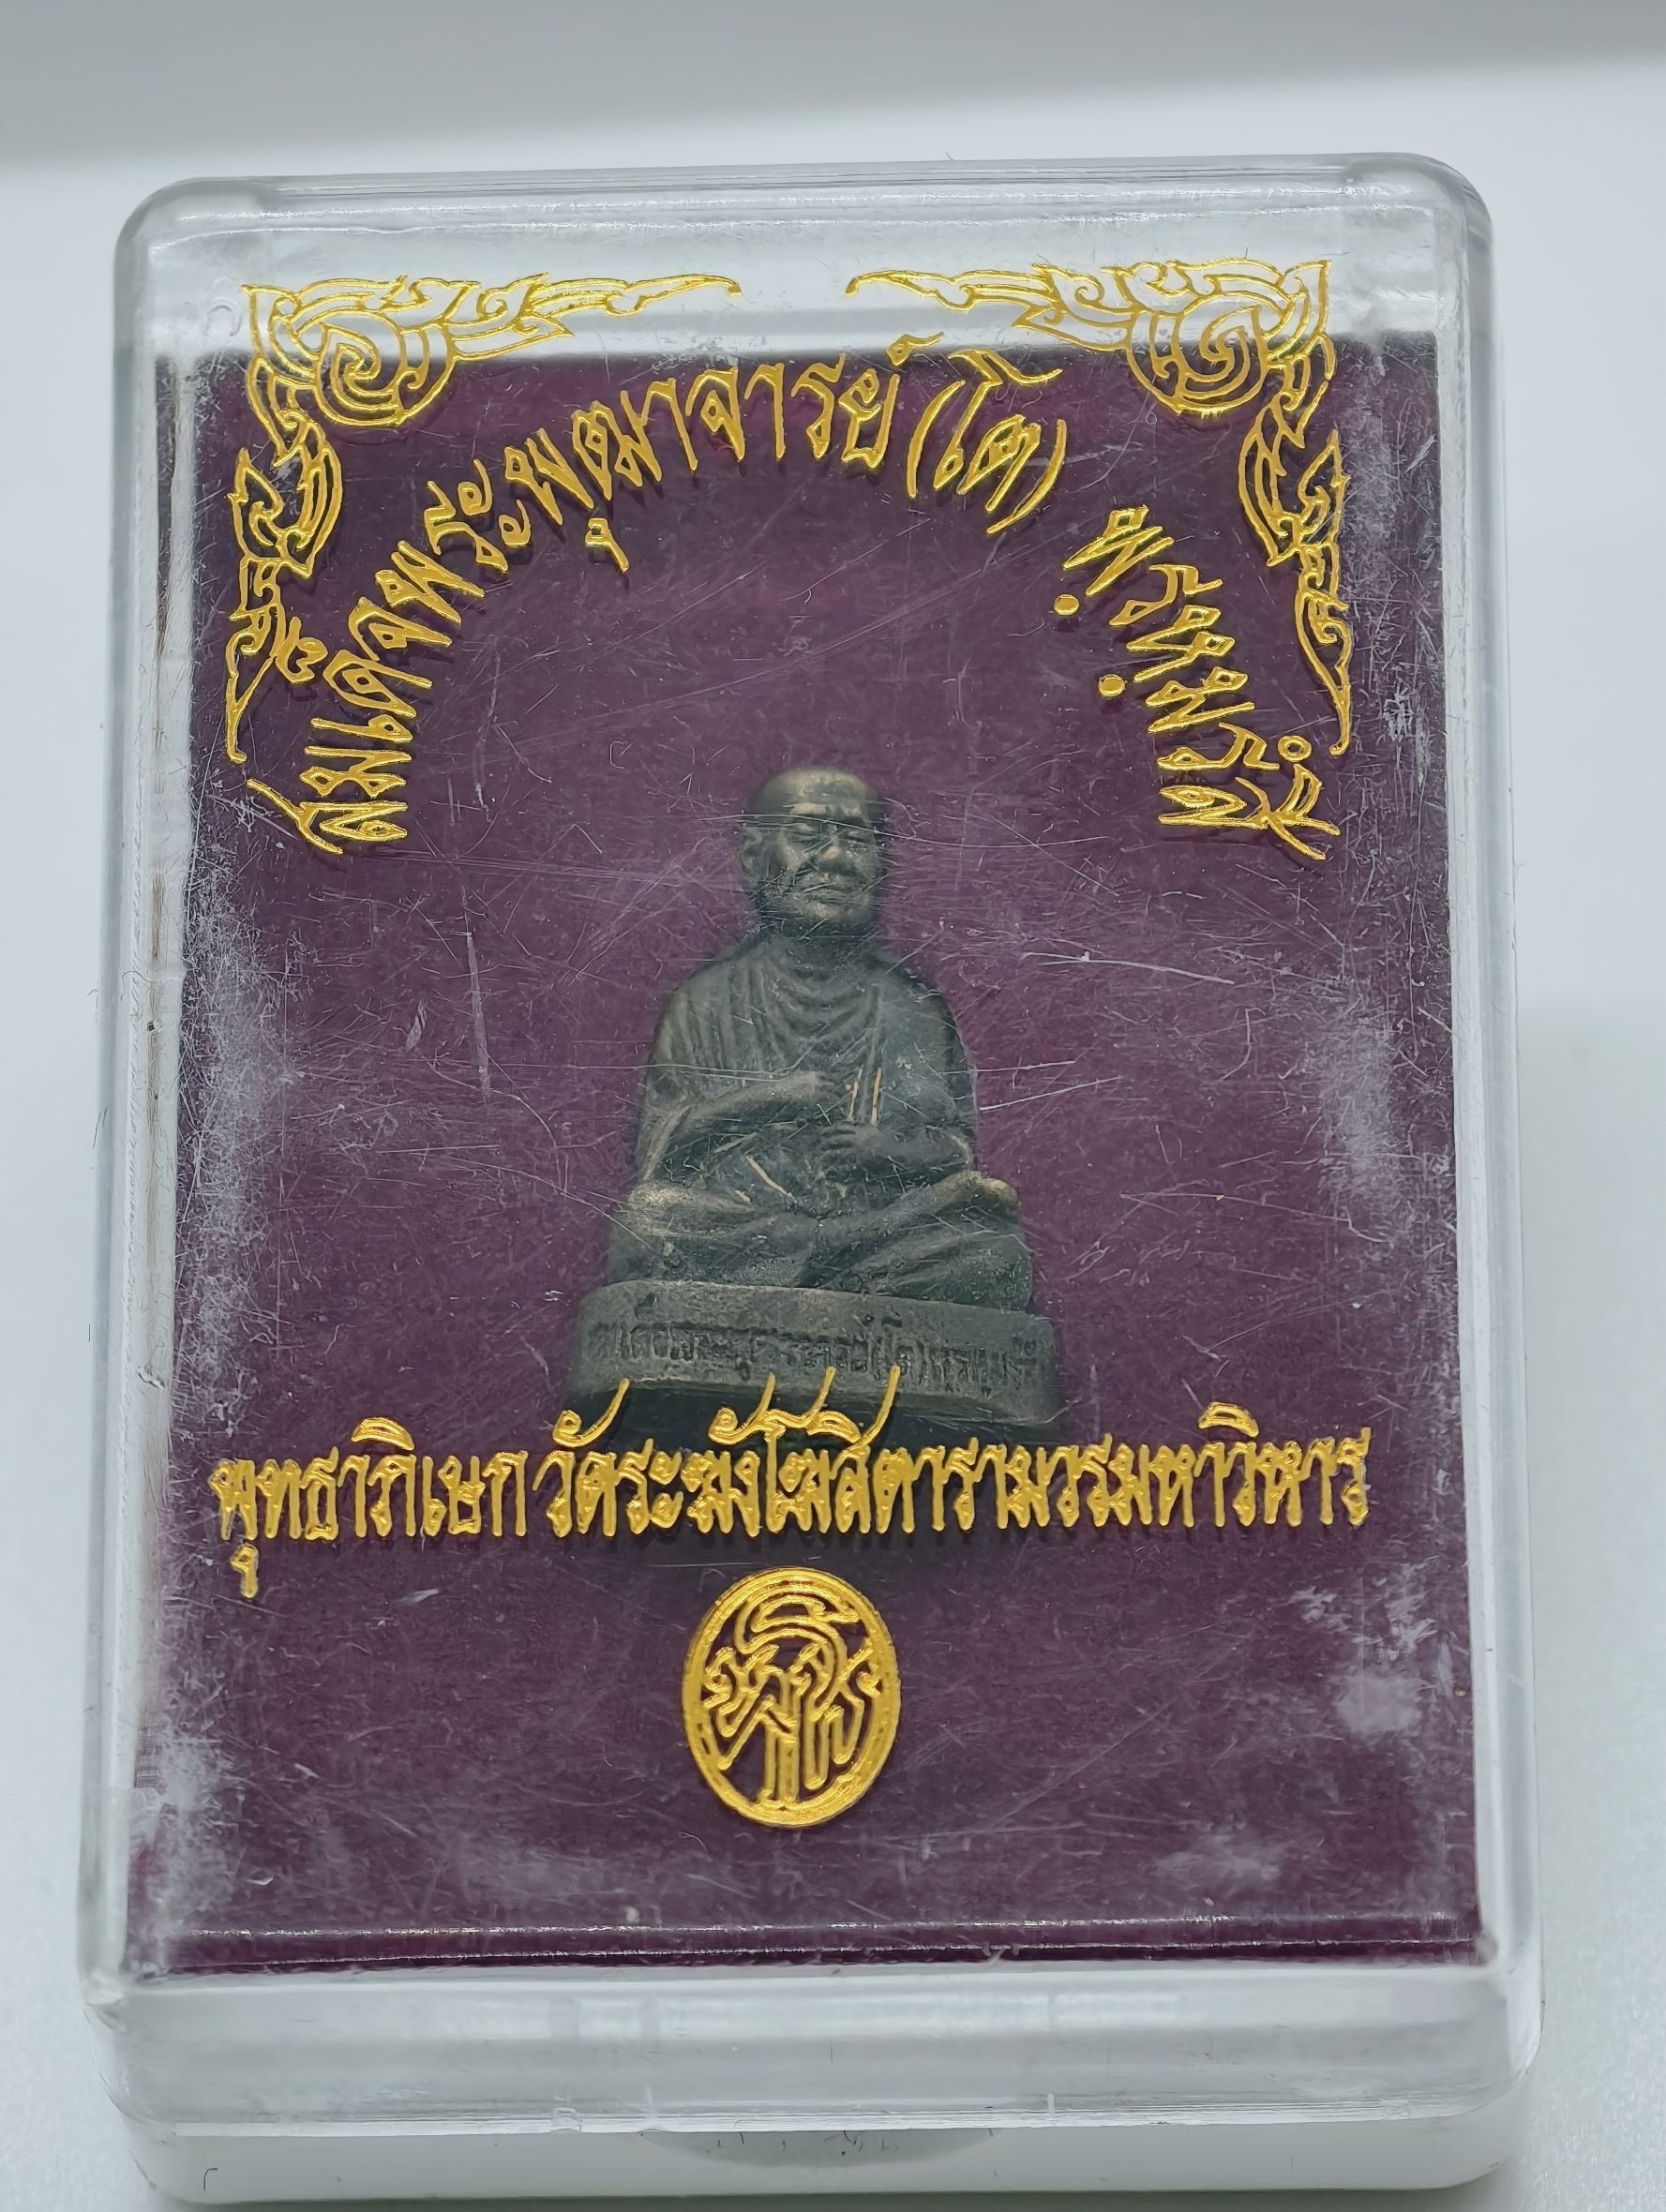 สมเด็จพระพุฒาจารย์ (โต) พฺรหฺมรํสี
พุทธาภิเษก วัดระฆังโฆสิตารามวรมหาวิหาร